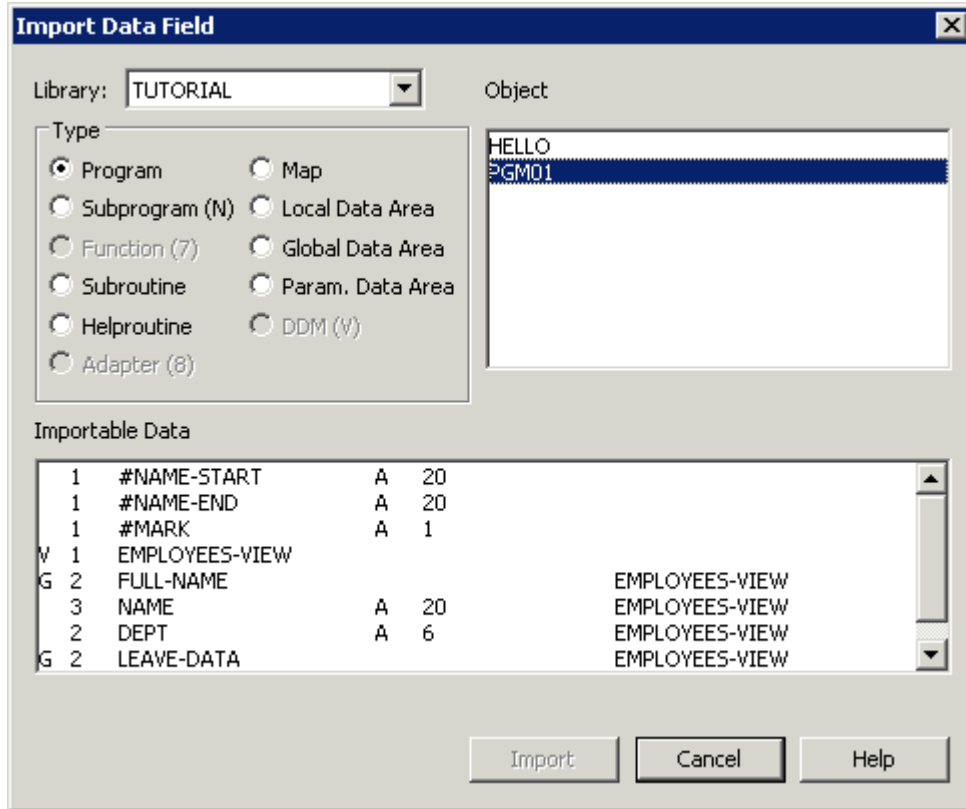 Import Data Field
Library: TUTORIAL
Object
Type
Program Map
Subprogram (N) Local Data Area
Function (7) Global Data Area
Subroutine Param. Data Area
Helproutine DDM (V)
Adapter (8)
HELLO
PGM01
Importable Data
1 #NAME-START A 20
1 #NAME-END A 20
1 #MARK A 1
V 1 EMPLOYEES-VIEW
G 2 FULL-NAME EMPLOYEES-VIEW
3 NAME A 20 EMPLOYEES-VIEW
2 DEPT A 6 EMPLOYEES-VIEW
G 2 LEAVE-DATA EMPLOYEES-VIEW
Import Cancel Help